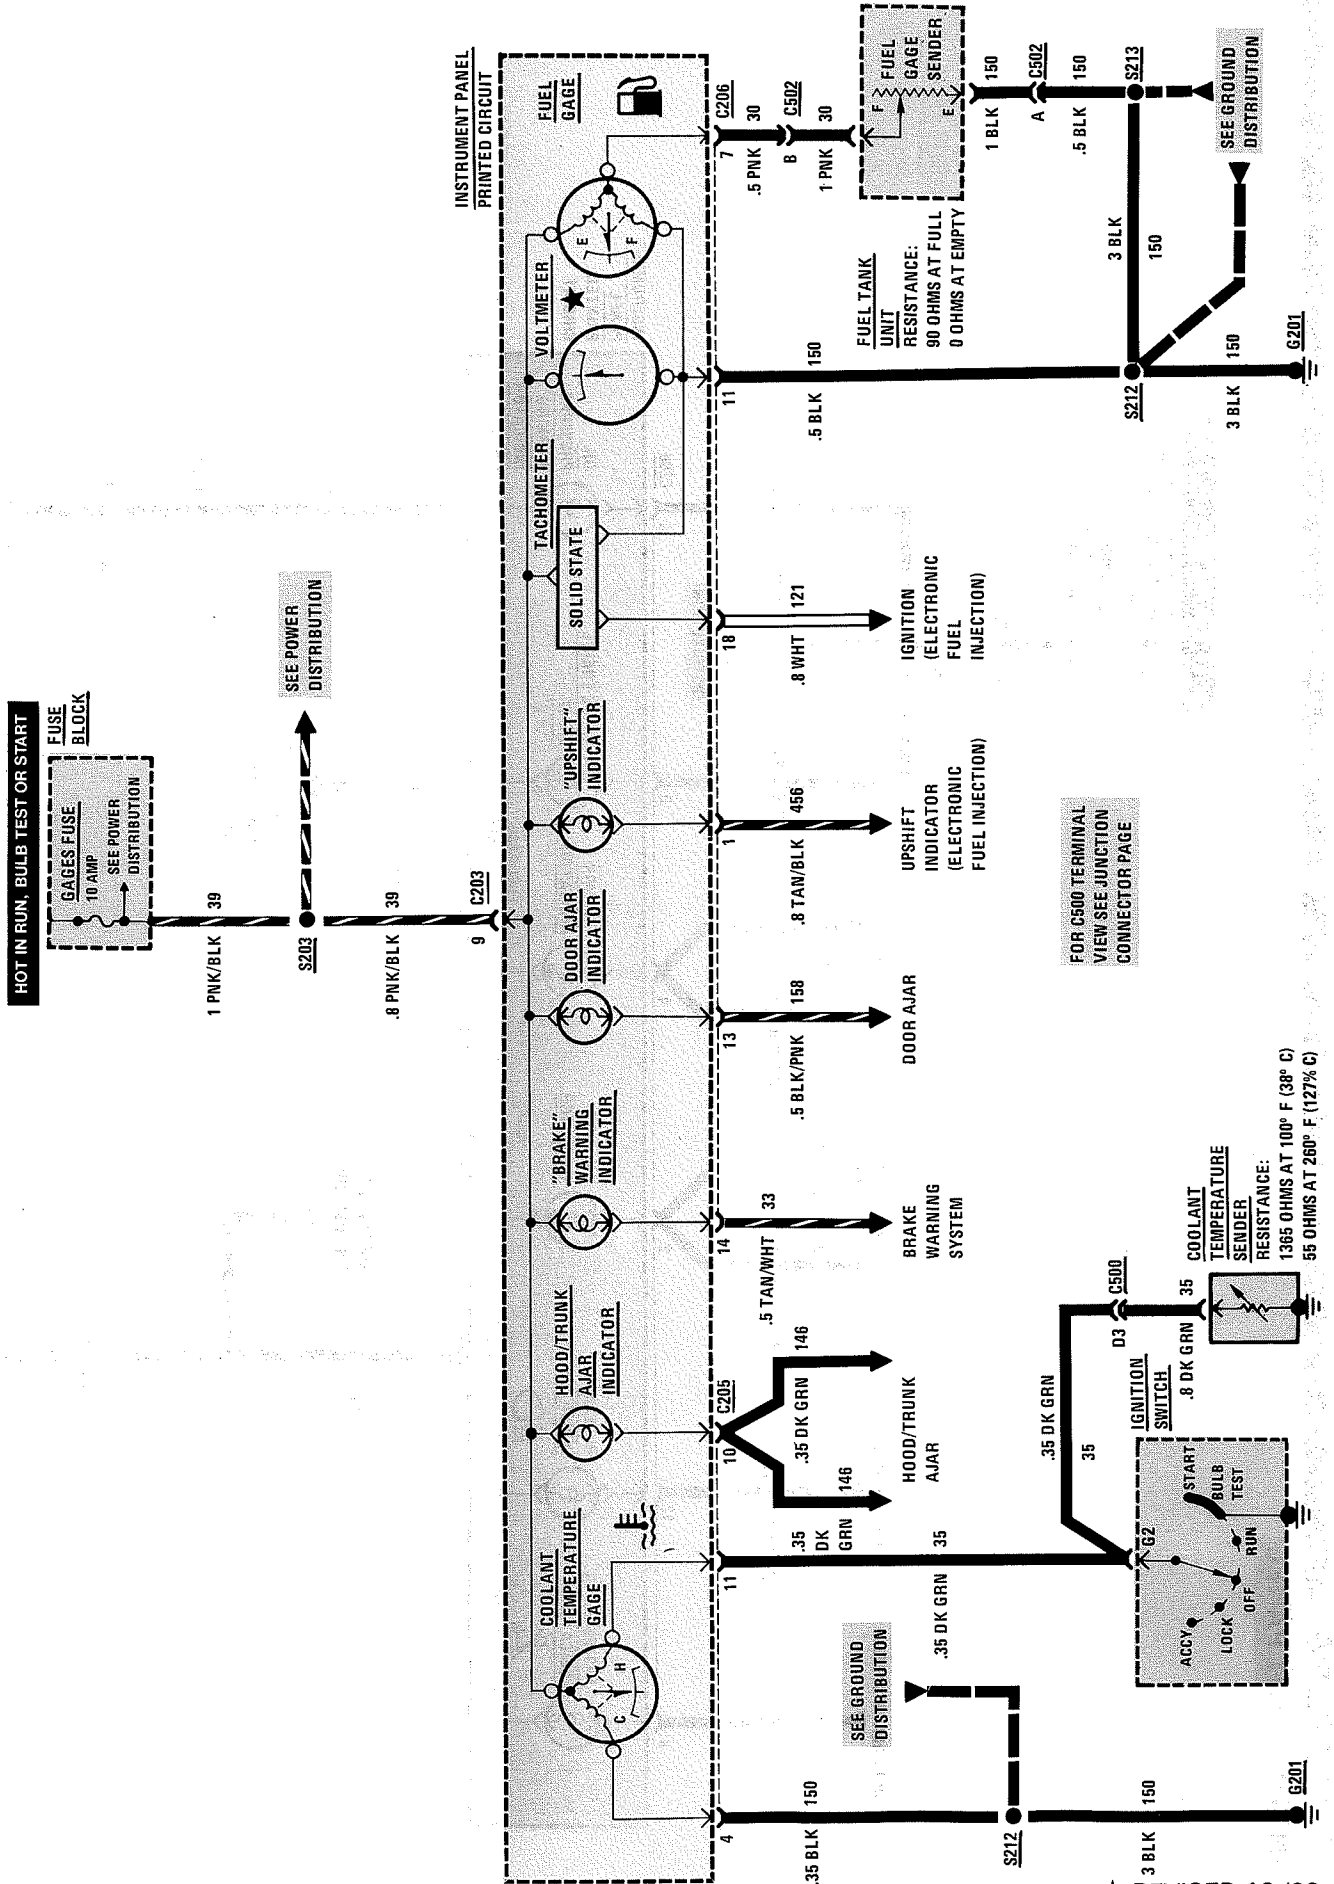 HOT IN RUN, BULB TEST OR START
FUSE
BLOCK
GAGES FUSE
10 AMP
SEE POWER
DISTRIBUTION
1 PNK/BLK
39
S203
SEE POWER
DISTRIBUTION
.8 PNK/BLK
39
9
C203
INSTRUMENT PANEL
PRINTED CIRCUIT
COOLANT
TEMPERATURE
GAGE
C
H
HOOD/TRUNK
AJAR
INDICATOR
"BRAKE"
WARNING
INDICATOR
DOOR AJAR
INDICATOR
"UPSHIFT"
INDICATOR
TACHOMETER
SOLID STATE
VOLTMETER
★
FUEL
GAGE
E
F
4
11
10
C205
14
13
1
18
11
7
C206
.35 BLK
150
S212
SEE GROUND
DISTRIBUTION
3 BLK
150
G201
.35 DK GRN
35
.35
DK
GRN
146
.35 DK GRN
146
HOOD/TRUNK
AJAR
.5 TAN/WHT
33
BRAKE
WARNING
SYSTEM
.5 BLK/PNK
158
DOOR AJAR
.8 TAN/BLK
456
UPSHIFT
INDICATOR
(ELECTRONIC
FUEL INJECTION)
.8 WHT
121
IGNITION
(ELECTRONIC
FUEL
INJECTION)
.5 BLK
150
S212
3 BLK
150
G201
.5 PNK
30
B
C502
1 PNK
30
FUEL
GAGE
SENDER
F
E
FUEL TANK
UNIT
RESISTANCE:
90 OHMS AT FULL
0 OHMS AT EMPTY
1 BLK
150
A
C502
.5 BLK
150
S213
3 BLK
150
SEE GROUND
DISTRIBUTION
FOR C500 TERMINAL
VIEW SEE JUNCTION
CONNECTOR PAGE
.35 DK GRN
35
D3
C500
.8 DK GRN
35
COOLANT
TEMPERATURE
SENDER
RESISTANCE:
1365 OHMS AT 100° F (38° C)
55 OHMS AT 260° F (127% C)
IGNITION
SWITCH
G2
ACCY
LOCK
OFF
RUN
BULB
TEST
START